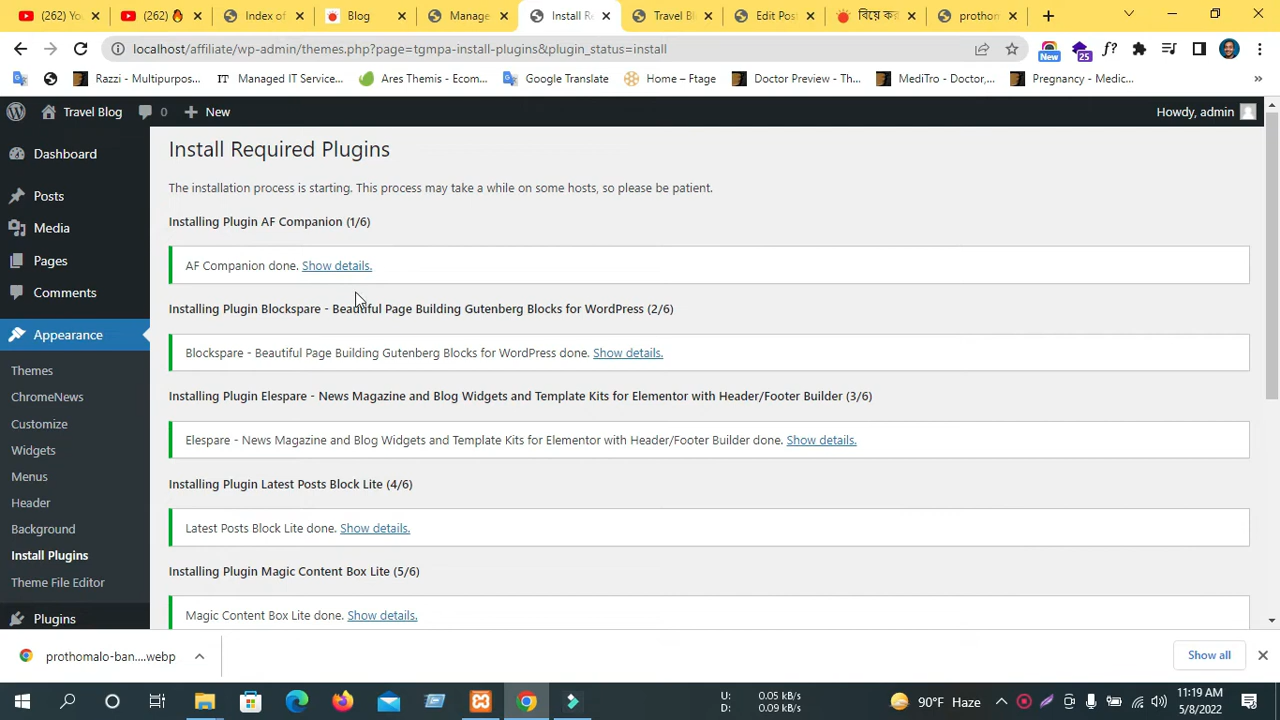 (262) Yo
(262)
Index of
Blog
Manage
Install Re
Travel Bl
Edit Pos
বিয়ে কর
prothom
localhost/affiliate/wp-admin/themes.php?page=tgmpa-install-plugins&plugin_status=install
New
25
f?
Razzi - Multipurpos...
IT Managed IT Service...
Ares Themis - Ecom...
Google Translate
Home – Ftage
Doctor Preview - Th...
MediTro - Doctor,...
Pregnancy - Medic...
»
Travel Blog
0
New
Howdy, admin
Dashboard
Posts
Media
Pages
Comments
Appearance
Themes
ChromeNews
Customize
Widgets
Menus
Header
Background
Install Plugins
Theme File Editor
Plugins
Install Required Plugins
The installation process is starting. This process may take a while on some hosts, so please be patient.
Installing Plugin AF Companion (1/6)
AF Companion done. Show details.
Installing Plugin Blockspare - Beautiful Page Building Gutenberg Blocks for WordPress (2/6)
Blockspare - Beautiful Page Building Gutenberg Blocks for WordPress done. Show details.
Installing Plugin Elespare - News Magazine and Blog Widgets and Template Kits for Elementor with Header/Footer Builder (3/6)
Elespare - News Magazine and Blog Widgets and Template Kits for Elementor with Header/Footer Builder done. Show details.
Installing Plugin Latest Posts Block Lite (4/6)
Latest Posts Block Lite done. Show details.
Installing Plugin Magic Content Box Lite (5/6)
Magic Content Box Lite done. Show details.
prothomalo-ban....webp
Show all
U: 0.05 kB/s
D: 0.09 kB/s
90°F Haze
11:19 AM
5/8/2022